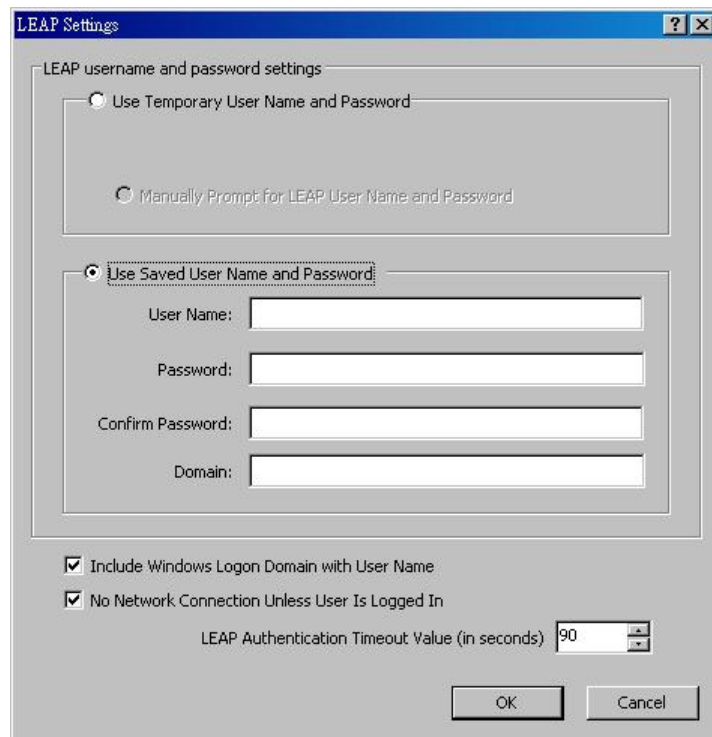 LEAP Settings
LEAP username and password settings
Use Temporary User Name and Password
Manually Prompt for LEAP User Name and Password
Use Saved User Name and Password
User Name:
Password:
Confirm Password:
Domain:
Include Windows Logon Domain with User Name
No Network Connection Unless User Is Logged In
LEAP Authentication Timeout Value (in seconds) 90
OK Cancel